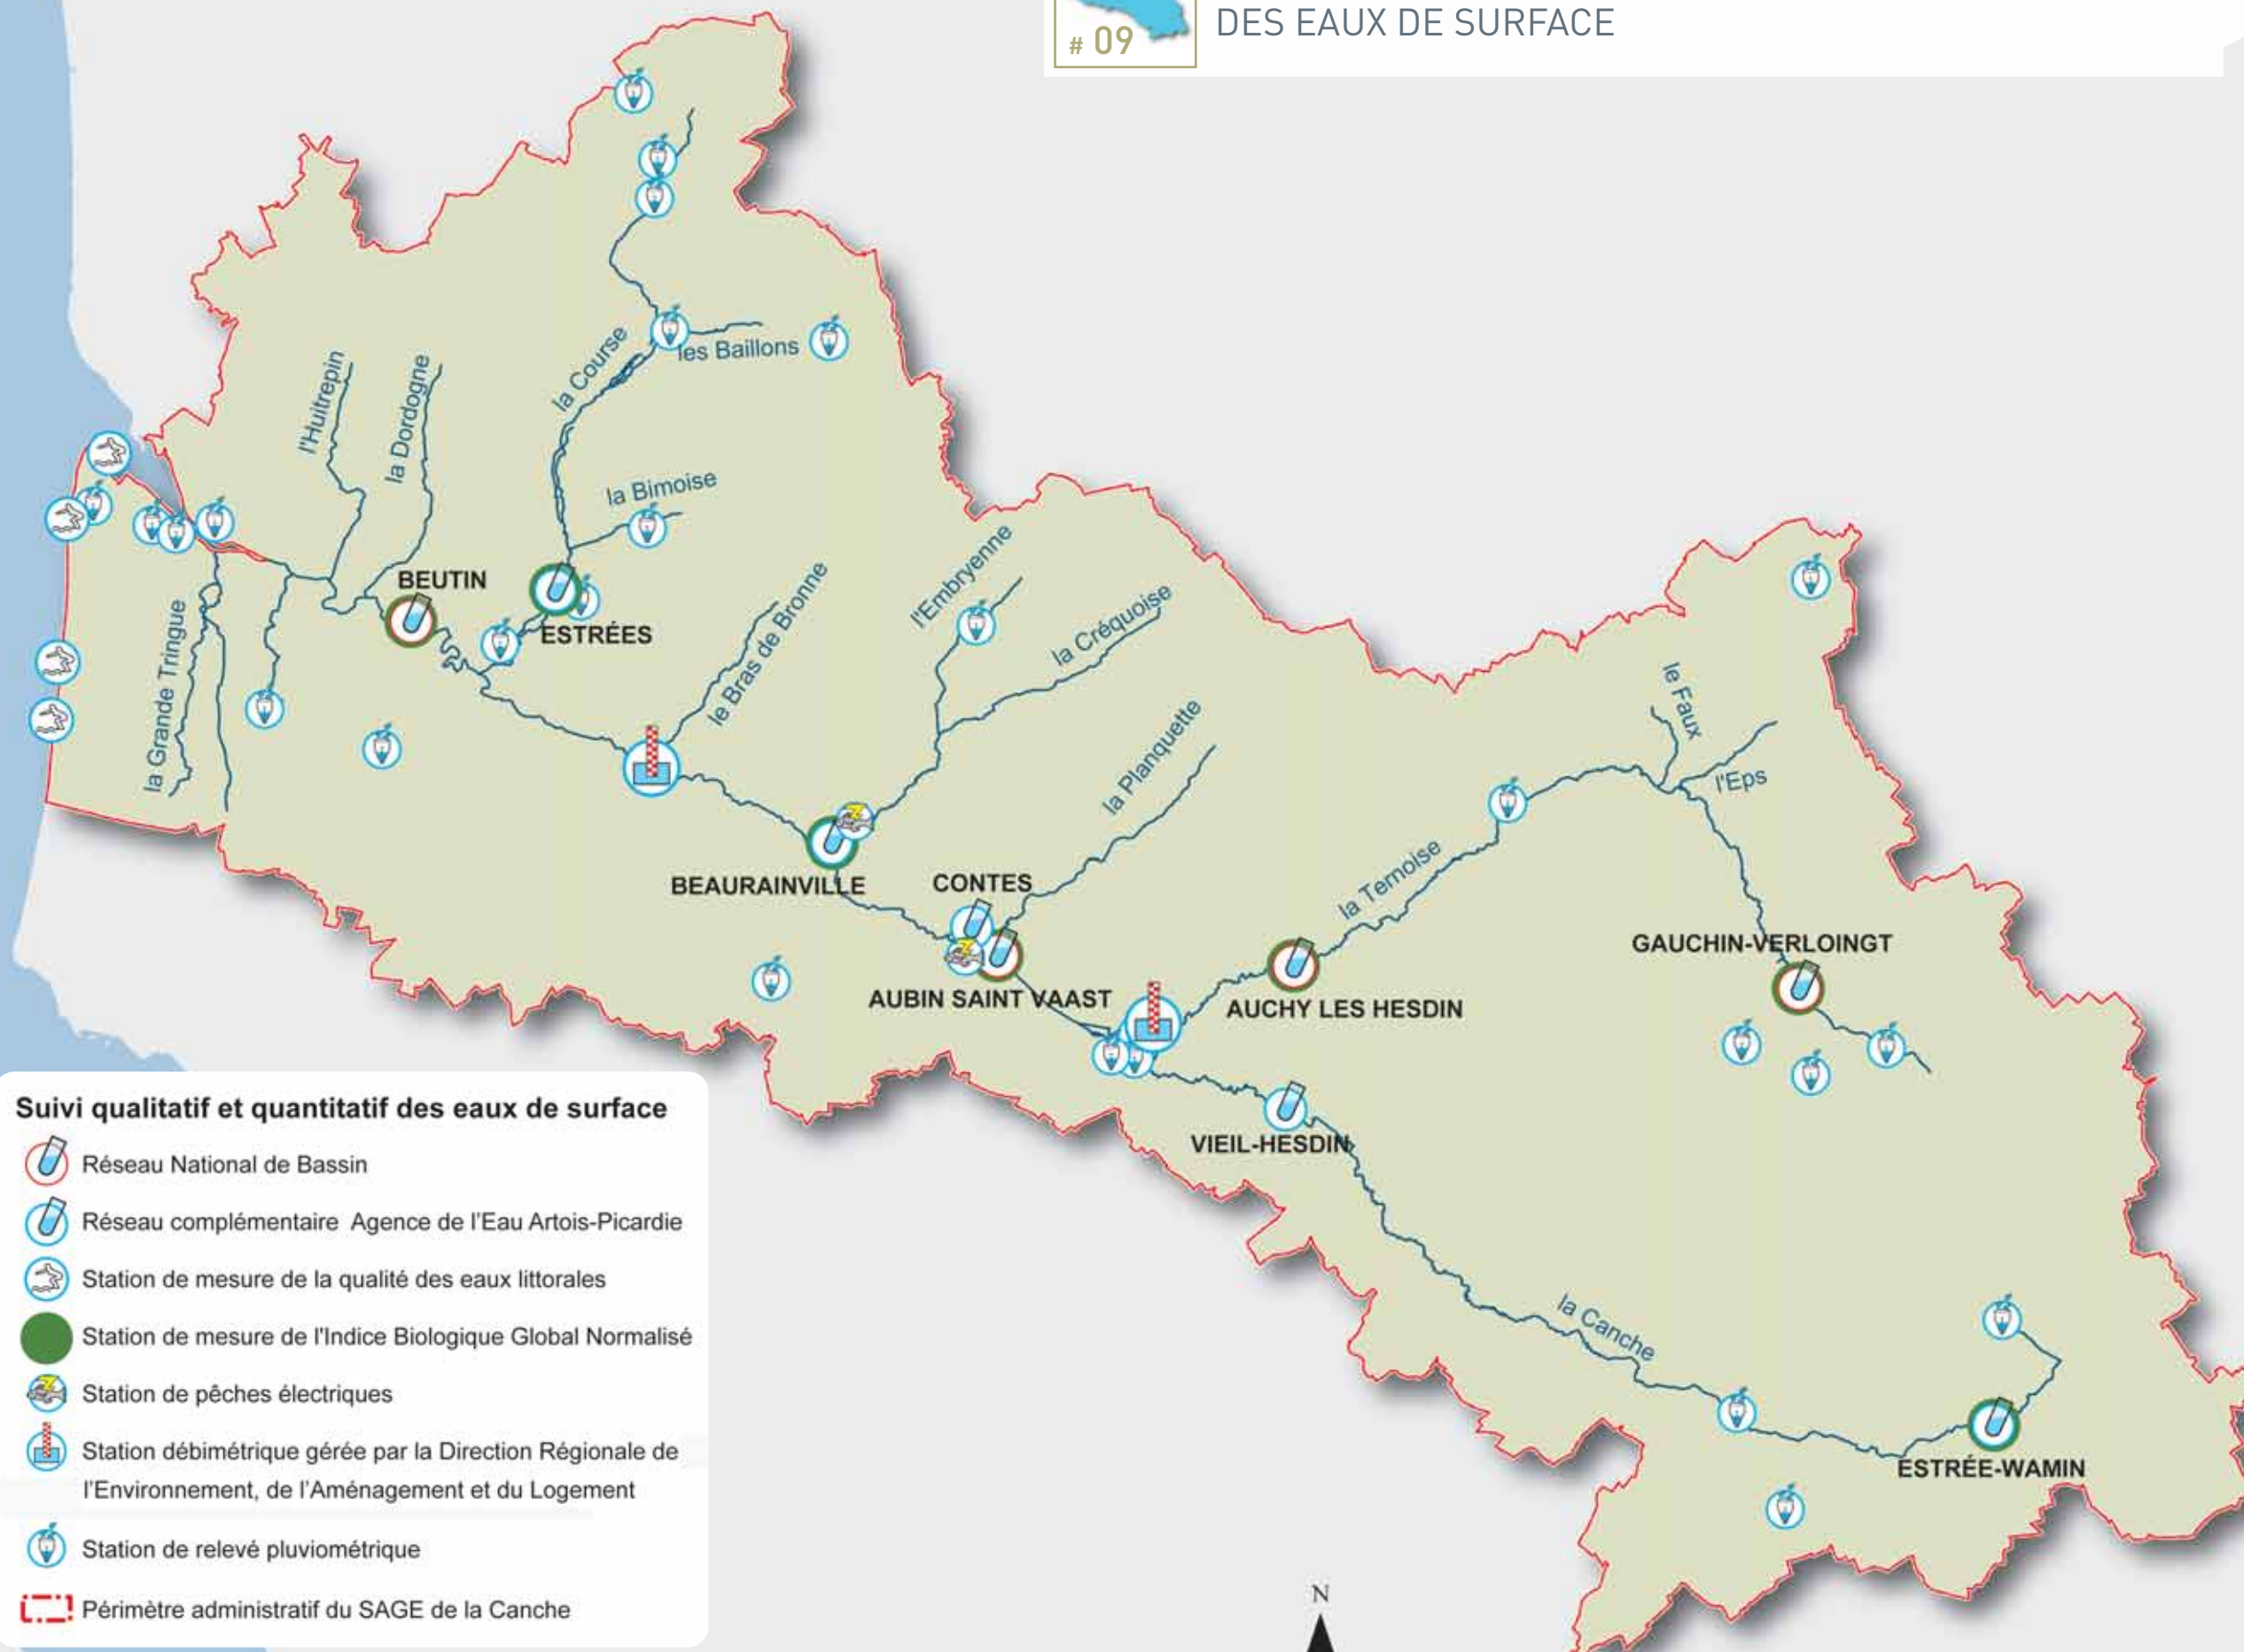 # 09
DES EAUX DE SURFACE
l'Huitrepin
la Dordogne
la Course
les Baillons
la Bimoise
BEUTIN
ESTRÉES
la Grande Tringue
le Bras de Bronne
l'Embryenne
la Créquoise
la Planquette
le Faux
l'Eps
la Ternoise
BEAURAINVILLE
CONTES
GAUCHIN-VERLOINGT
AUBIN SAINT VAAST
AUCHY LES HESDIN
VIEIL-HESDIN
la Canche
ESTRÉE-WAMIN
Suivi qualitatif et quantitatif des eaux de surface
Réseau National de Bassin
Réseau complémentaire Agence de l'Eau Artois-Picardie
Station de mesure de la qualité des eaux littorales
Station de mesure de l'Indice Biologique Global Normalisé
Station de pêches électriques
Station débimétrique gérée par la Direction Régionale de
l'Environnement, de l'Aménagement et du Logement
Station de relevé pluviométrique
Périmètre administratif du SAGE de la Canche
N